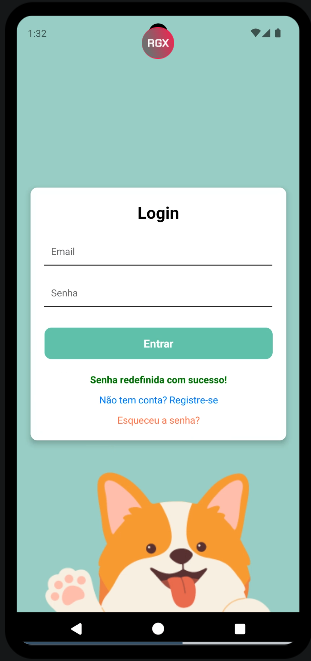 1:32
RGX
Login
Email
Senha
Entrar
Senha redefinida com sucesso!
Não tem conta? Registre-se
Esqueceu a senha?